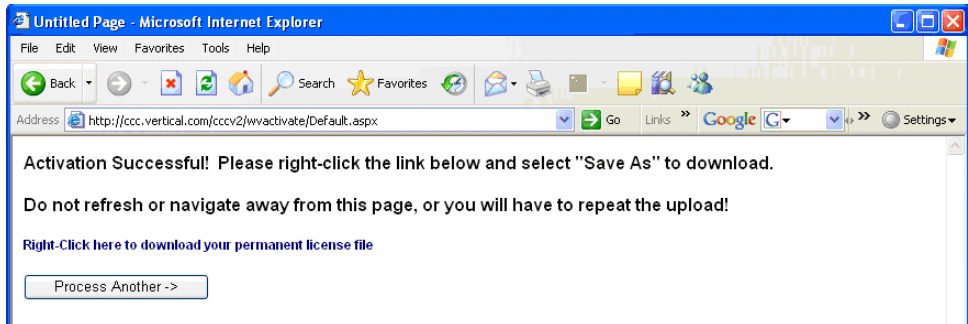 Untitled Page - Microsoft Internet Explorer
File Edit View Favorites Tools Help
Back Search Favorites
Address http://ccc.vertical.com/cccv2/wvactivate/Default.aspx Go Links » Google G » Settings
Activation Successful! Please right-click the link below and select "Save As" to download.
Do not refresh or navigate away from this page, or you will have to repeat the upload!
Right-Click here to download your permanent license file
Process Another ->